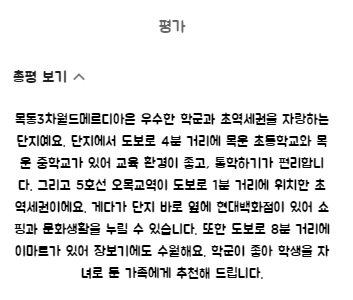 평가
총평 보기
목동3차월드메르디앙은 우수한 학군과 초역세권을 자랑하는
단지예요. 단지에서 도보로 4분 거리에 목운 초등학교와 목
운 중학교가 있어 교육 환경이 좋고, 통학하기가 편리합니
다. 그리고 5호선 오목교역이 도보로 1분 거리에 위치한 초
역세권이에요. 게다가 단지 바로 옆에 현대백화점이 있어 쇼
핑과 문화생활을 누릴 수 있습니다. 또한 도보로 8분 거리에
이마트가 있어 장보기에도 수월해요. 학군이 좋아 학생을 자
녀로 둔 가족에게 추천해 드립니다.